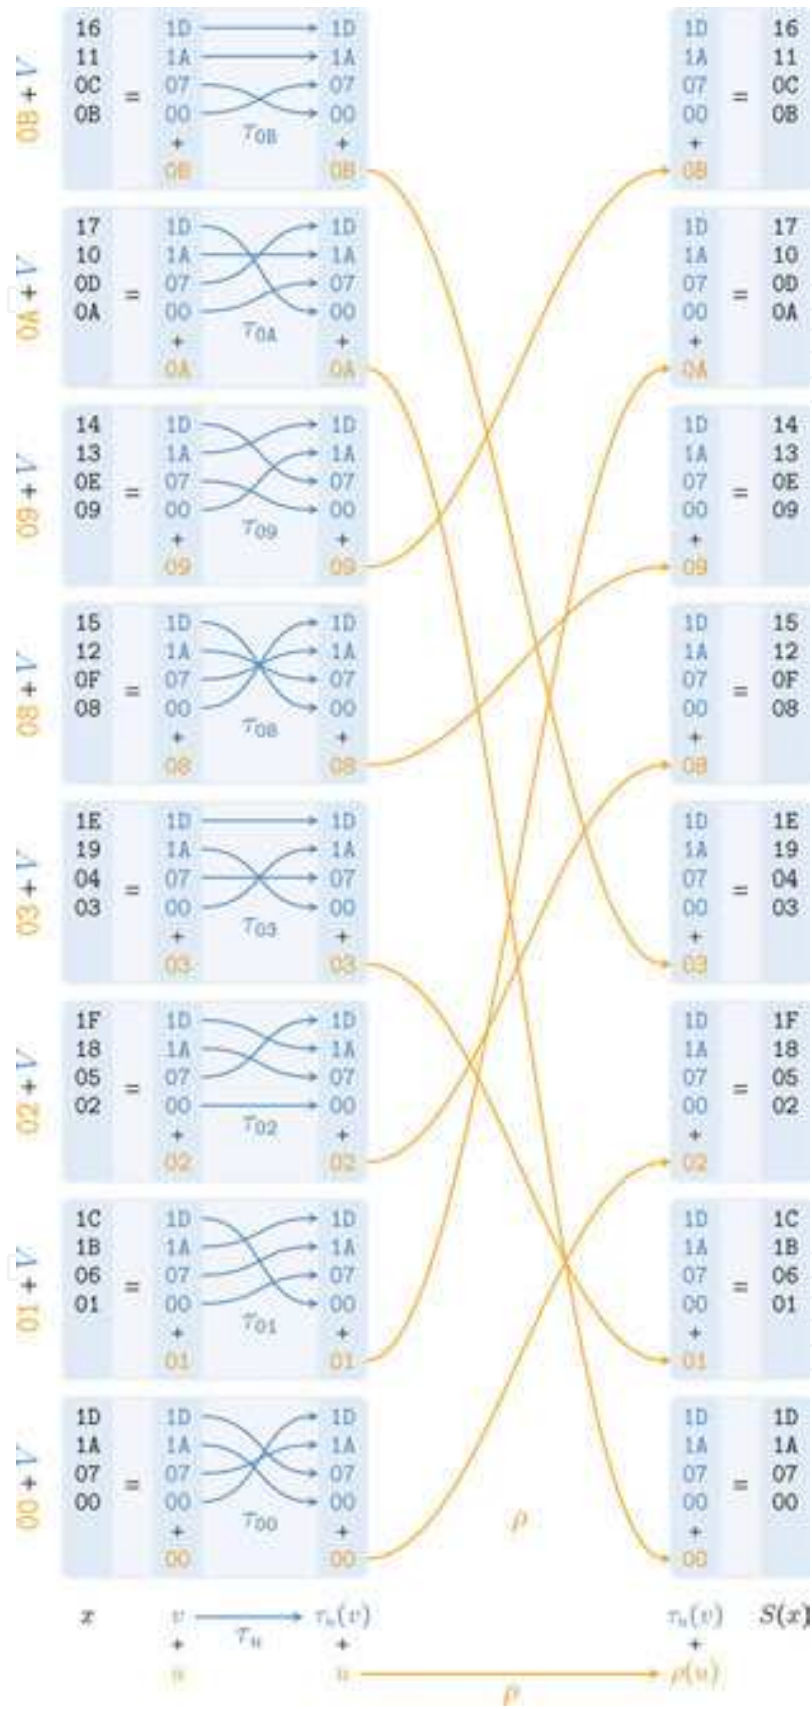 0B + V
16 1D 1D 1D 16
11 1A 1A 1A 11
0C = 07 07 07 = 0C
0B 00 00 00 0B
+ τ0B + +
0B 0B 0B
0A + V
17 1D 1D 1D 17
10 1A 1A 1A 10
0D = 07 07 07 = 0D
0A 00 00 00 0A
+ τ0A + +
0A 0A 0A
09 + V
14 1D 1D 1D 14
13 1A 1A 1A 13
0E = 07 07 07 = 0E
09 00 00 00 09
+ τ09 + +
09 09 09
08 + V
15 1D 1D 1D 15
12 1A 1A 1A 12
0F = 07 07 07 = 0F
08 00 00 00 08
+ τ08 + +
08 08 08
03 + V
1E 1D 1D 1D 1E
19 1A 1A 1A 19
04 = 07 07 07 = 04
03 00 00 00 03
+ τ03 + +
03 03 03
02 + V
1F 1D 1D 1D 1F
18 1A 1A 1A 18
05 = 07 07 07 = 05
02 00 00 00 02
+ τ02 + +
02 02 02
01 + V
1C 1D 1D 1D 1C
1B 1A 1A 1A 1B
06 = 07 07 07 = 06
01 00 00 00 01
+ τ01 + +
01 01 01
00 + V
1D 1D 1D 1D 1D
1A 1A 1A 1A 1A
07 = 07 07 07 = 07
00 00 00 00 00
+ τ00 + ρ +
00 00 00
x v τu τu(v) τu(v) S(x)
+ + +
u u ρ ρ(u)